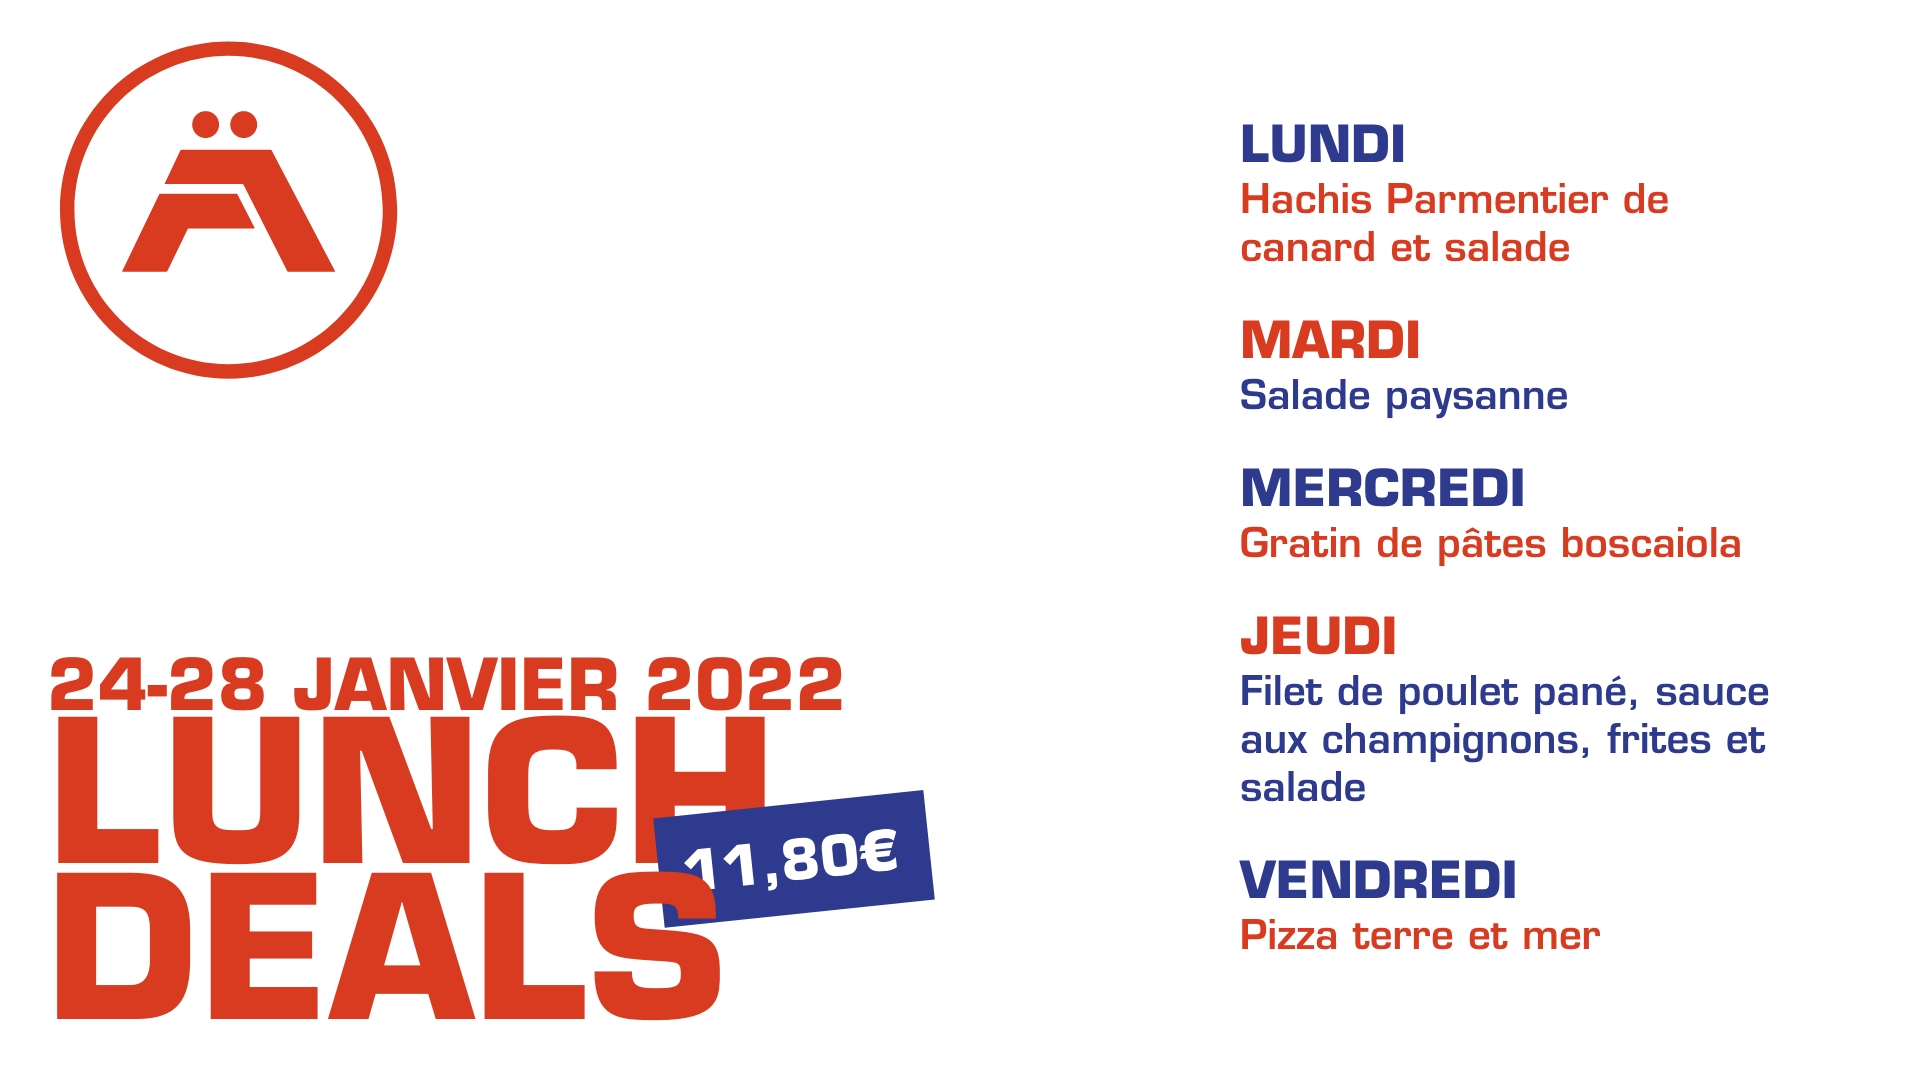 Ä
24-28 JANVIER 2022
LUNCH
11,80€
DEALS
LUNDI
Hachis Parmentier de
canard et salade
MARDI
Salade paysanne
MERCREDI
Gratin de pâtes boscaiola
JEUDI
Filet de poulet pané, sauce
aux champignons, frites et
salade
VENDREDI
Pizza terre et mer